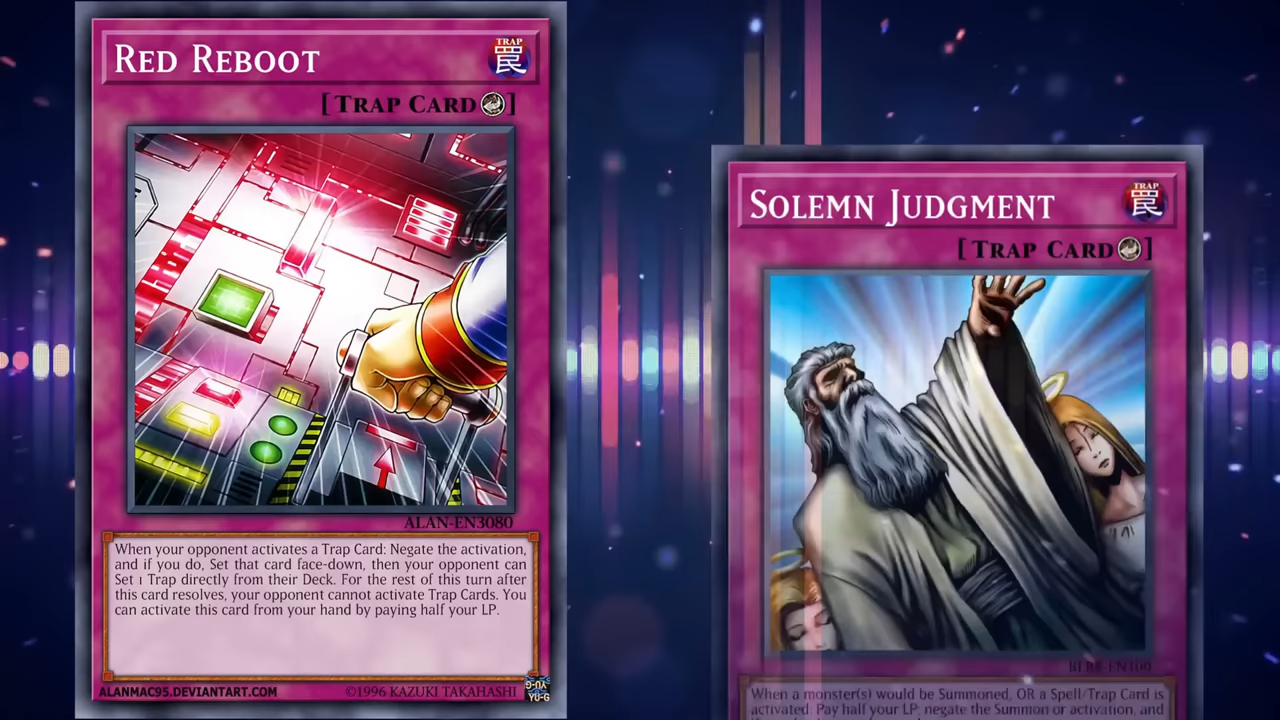 RED REBOOT
TRAP
罠
[TRAP CARD]
ALAN-EN3080
When your opponent activates a Trap Card: Negate the activation,
and if you do, Set that card face-down, then your opponent can
Set 1 Trap directly from their Deck. For the rest of this turn after
this card resolves, your opponent cannot activate Trap Cards. You
can activate this card from your hand by paying half your LP.
ALANMAC95.DEVIANTART.COM
©1996 KAZUKI TAKAHASHI
SOLEMN JUDGMENT
TRAP
罠
[TRAP CARD]
When a monster(s) would be Summoned, OR a Spell/Trap Card is
activated: Pay half your LP; negate the Summon or activation, and